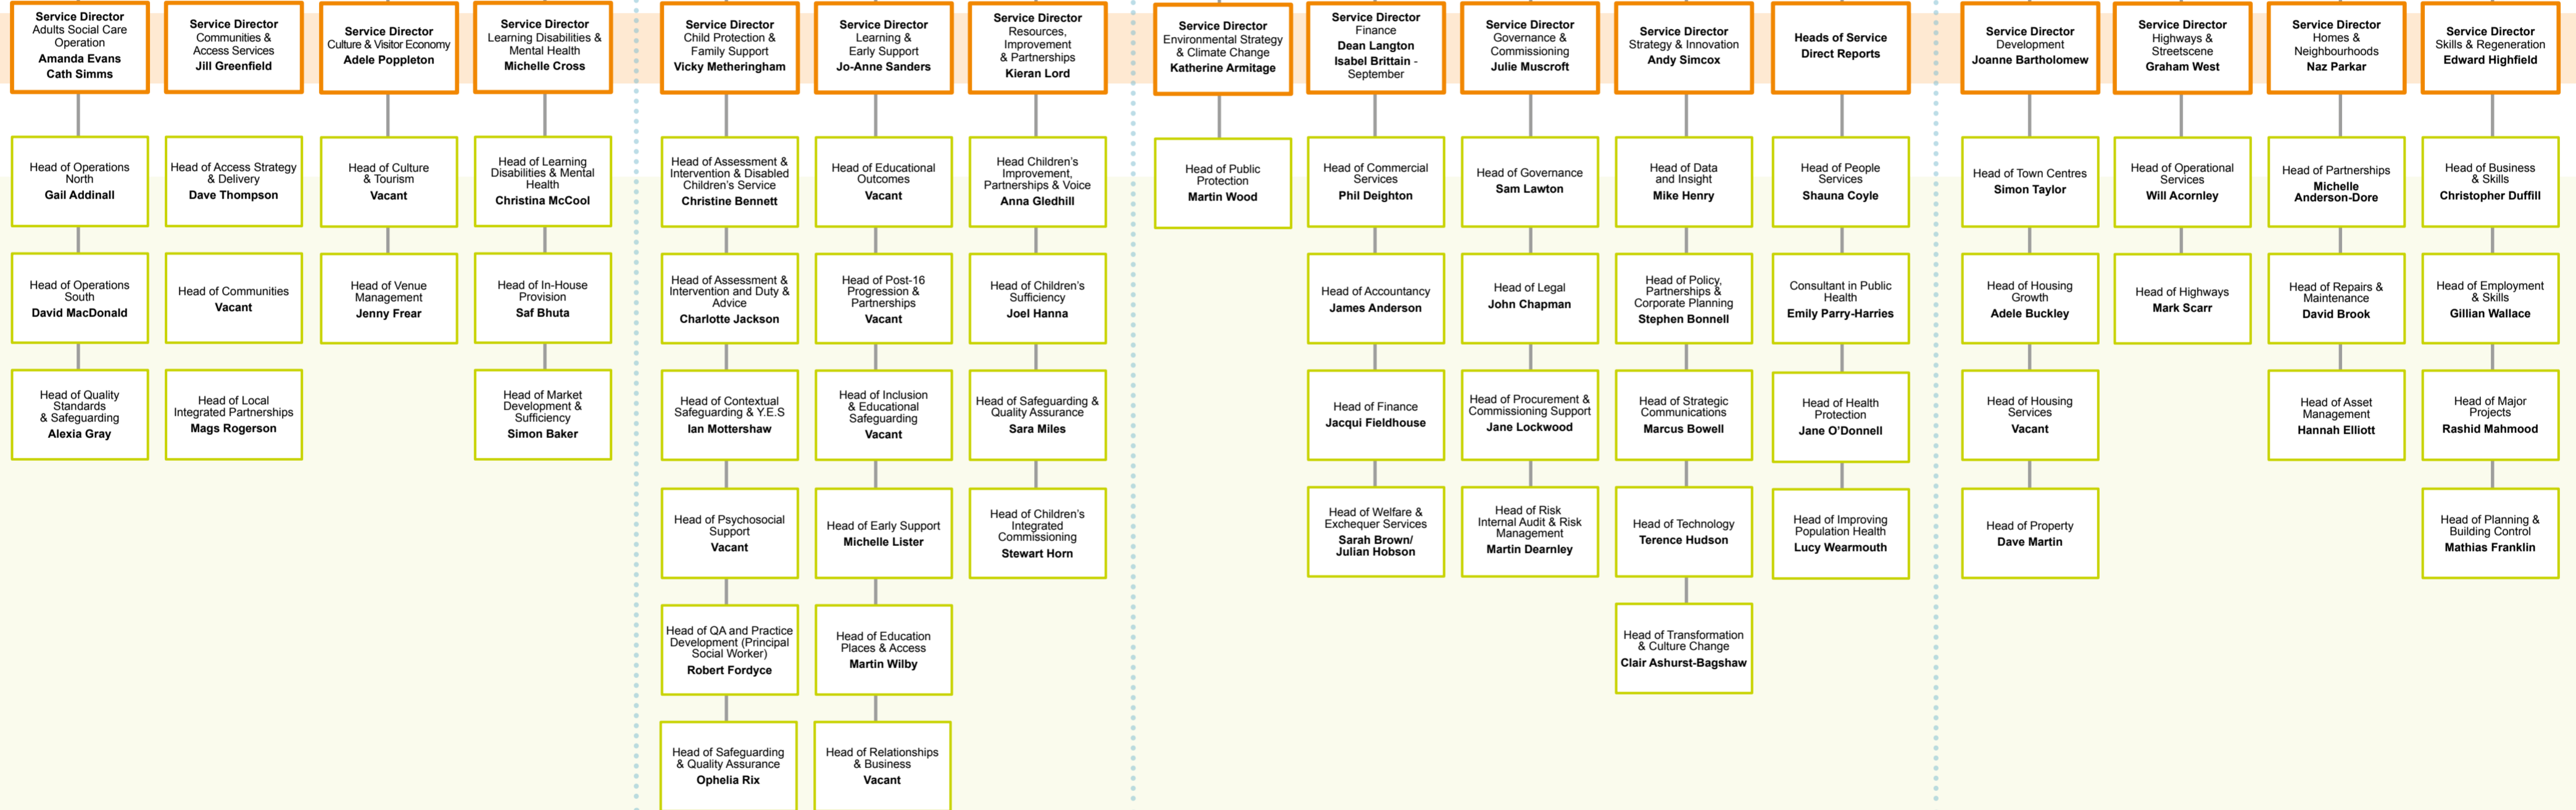 Service Director
Adults Social Care
Operation
Amanda Evans
Cath Simms
Service Director
Communities &
Access Services
Jill Greenfield
Service Director
Culture & Visitor Economy
Adele Poppleton
Service Director
Learning Disabilities &
Mental Health
Michelle Cross
Service Director
Child Protection &
Family Support
Vicky Metheringham
Service Director
Learning &
Early Support
Jo-Anne Sanders
Service Director
Resources,
Improvement
& Partnerships
Kieran Lord
Service Director
Environmental Strategy
& Climate Change
Katherine Armitage
Service Director
Finance
Dean Langton
Isabel Brittain -
September
Service Director
Governance &
Commissioning
Julie Muscroft
Service Director
Strategy & Innovation
Andy Simcox
Heads of Service
Direct Reports
Service Director
Development
Joanne Bartholomew
Service Director
Highways &
Streetscene
Graham West
Service Director
Homes &
Neighbourhoods
Naz Parkar
Service Director
Skills & Regeneration
Edward Highfield
Head of Operations
North
Gail Addinall
Head of Access Strategy
& Delivery
Dave Thompson
Head of Culture
& Tourism
Vacant
Head of Learning
Disabilities & Mental
Health
Christina McCool
Head of Assessment &
Intervention & Disabled
Children's Service
Christine Bennett
Head of Educational
Outcomes
Vacant
Head Children's
Improvement,
Partnerships & Voice
Anna Gledhill
Head of Public
Protection
Martin Wood
Head of Commercial
Services
Phil Deighton
Head of Governance
Sam Lawton
Head of Data
and Insight
Mike Henry
Head of People
Services
Shauna Coyle
Head of Town Centres
Simon Taylor
Head of Operational
Services
Will Acornley
Head of Partnerships
Michelle
Anderson-Dore
Head of Business
& Skills
Christopher Duffill
Head of Operations
South
David MacDonald
Head of Communities
Vacant
Head of Venue
Management
Jenny Frear
Head of In-House
Provision
Saf Bhuta
Head of Assessment &
Intervention and Duty &
Advice
Charlotte Jackson
Head of Post-16
Progression &
Partnerships
Vacant
Head of Children's
Sufficiency
Joel Hanna
Head of Accountancy
James Anderson
Head of Legal
John Chapman
Head of Policy,
Partnerships &
Corporate Planning
Stephen Bonnell
Consultant in Public
Health
Emily Parry-Harries
Head of Housing
Growth
Adele Buckley
Head of Highways
Mark Scarr
Head of Repairs &
Maintenance
David Brook
Head of Employment
& Skills
Gillian Wallace
Head of Quality
Standards
& Safeguarding
Alexia Gray
Head of Local
Integrated Partnerships
Mags Rogerson
Head of Market
Development &
Sufficiency
Simon Baker
Head of Contextual
Safeguarding & Y.E.S
Ian Mottershaw
Head of Inclusion
& Educational
Safeguarding
Vacant
Head of Safeguarding &
Quality Assurance
Sara Miles
Head of Finance
Jacqui Fieldhouse
Head of Procurement &
Commissioning Support
Jane Lockwood
Head of Strategic
Communications
Marcus Bowell
Head of Health
Protection
Jane O'Donnell
Head of Housing
Services
Vacant
Head of Asset
Management
Hannah Elliott
Head of Major
Projects
Rashid Mahmood
Head of Psychosocial
Support
Vacant
Head of Early Support
Michelle Lister
Head of Children's
Integrated
Commissioning
Stewart Horn
Head of Welfare &
Exchequer Services
Sarah Brown/
Julian Hobson
Head of Risk
Internal Audit & Risk
Management
Martin Dearnley
Head of Technology
Terence Hudson
Head of Improving
Population Health
Lucy Wearmouth
Head of Property
Dave Martin
Head of Planning &
Building Control
Mathias Franklin
Head of QA and Practice
Development (Principal
Social Worker)
Robert Fordyce
Head of Education
Places & Access
Martin Wilby
Head of Transformation
& Culture Change
Clair Ashurst-Bagshaw
Head of Safeguarding
& Quality Assurance
Ophelia Rix
Head of Relationships
& Business
Vacant